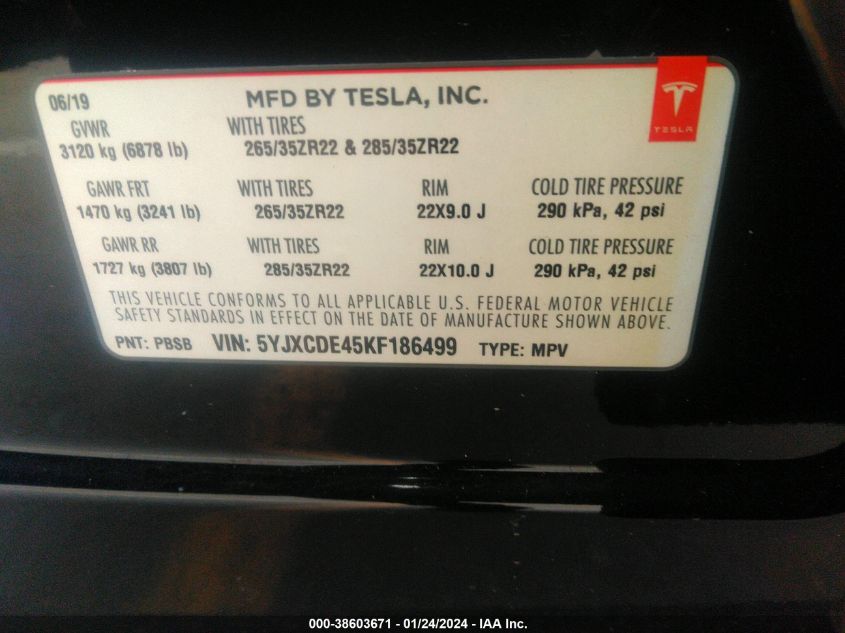 06/19 MFD BY TESLA, INC.
TESLA
GVWR WITH TIRES
3120 kg (6878 lb) 265/35ZR22 & 285/35ZR22
GAWR FRT WITH TIRES RIM COLD TIRE PRESSURE
1470 kg (3241 lb) 265/35ZR22 22X9.0 J 290 kPa, 42 psi
GAWR RR WITH TIRES RIM COLD TIRE PRESSURE
1727 kg (3807 lb) 285/35ZR22 22X10.0 J 290 kPa, 42 psi
THIS VEHICLE CONFORMS TO ALL APPLICABLE U.S. FEDERAL MOTOR VEHICLE
SAFETY STANDARDS IN EFFECT ON THE DATE OF MANUFACTURE SHOWN ABOVE.
PNT: PBSB VIN: 5YJXCDE45KF186499 TYPE: MPV
000-38603671 - 01/24/2024 - IAA Inc.